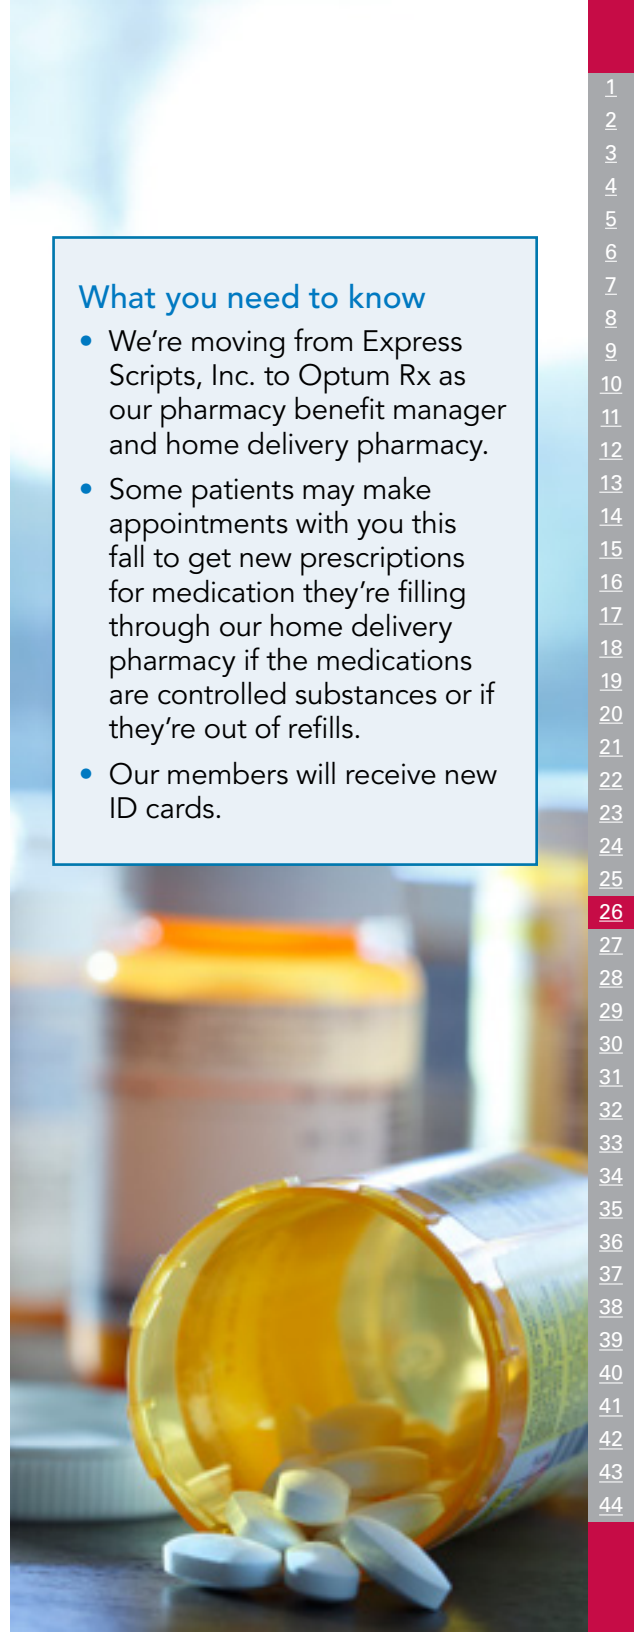 What you need to know
• We're moving from Express
Scripts, Inc. to Optum Rx as
our pharmacy benefit manager
and home delivery pharmacy.
• Some patients may make
appointments with you this
fall to get new prescriptions
for medication they're filling
through our home delivery
pharmacy if the medications
are controlled substances or if
they're out of refills.
• Our members will receive new
ID cards.
1
2
3
4
5
6
7
8
9
10
11
12
13
14
15
16
17
18
19
20
21
22
23
24
25
26
27
28
29
30
31
32
33
34
35
36
37
38
39
40
41
42
43
44